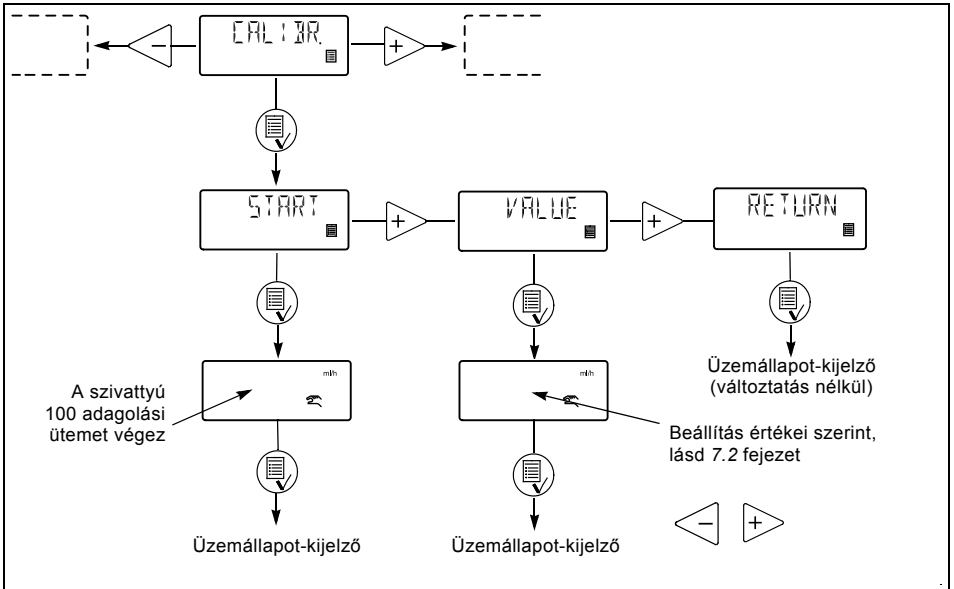 CALIBR.
-
+
START
+
VALUE
+
RETURN
ml/h
ml/h
A szivattyú
100 adagolási
ütemet végez
Üzemállapot-kijelző
(változtatás nélkül)
Beállítás értékei szerint,
lásd 7.2 fejezet
- +
Üzemállapot-kijelző
Üzemállapot-kijelző